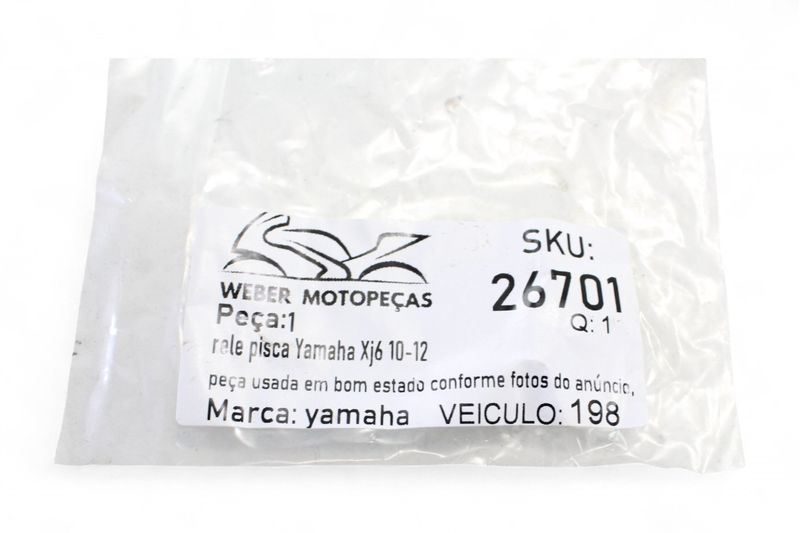 WEBER MOTOPEÇAS
SKU:
26701
Peça:1
Q: 1
rele pisca Yamaha Xj6 10-12
peça usada em bom estado conforme fotos do anúncio.
Marca: yamaha VEICULO: 198